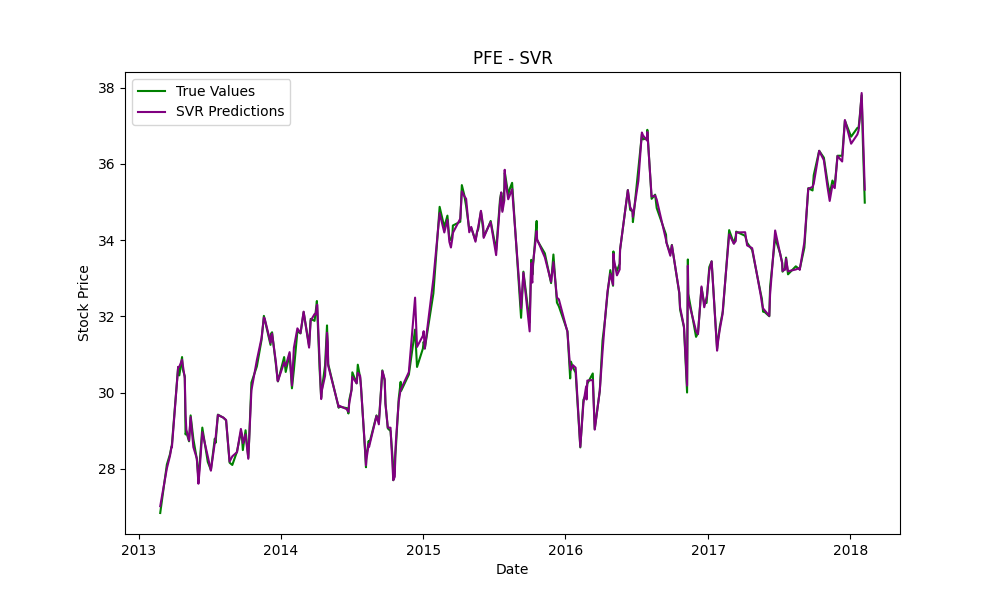 PFE - SVR
True Values
SVR Predictions
Stock Price
38
36
34
32
30
28
2013 2014 2015 2016 2017 2018
Date